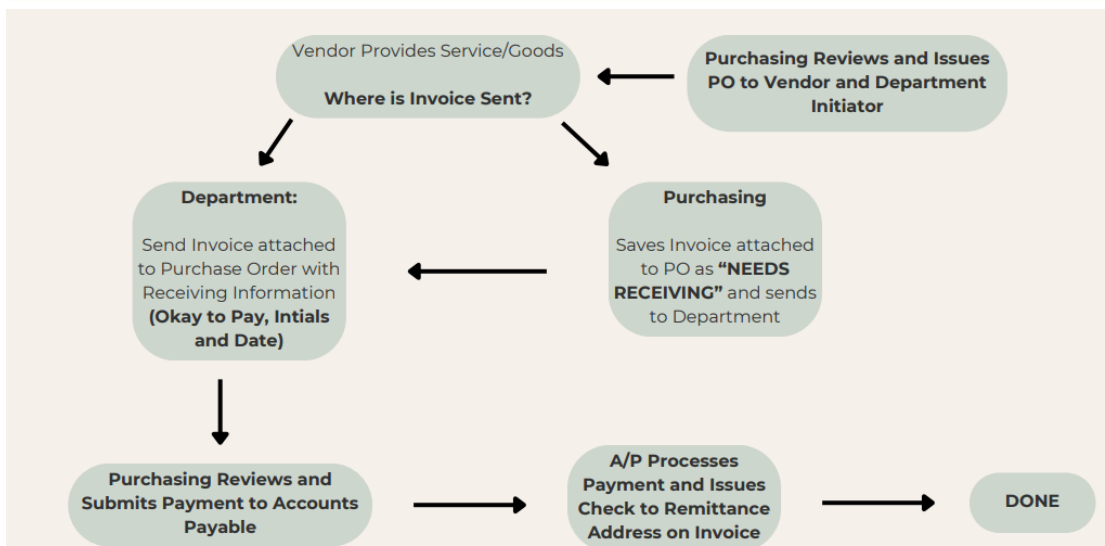 Vendor Provides Service/Goods
Where is Invoice Sent?
Purchasing Reviews and Issues
PO to Vendor and Department
Initiator
Department:
Send Invoice attached
to Purchase Order with
Receiving Information
(Okay to Pay, Intials
and Date)
Purchasing
Saves Invoice attached
to PO as “NEEDS
RECEIVING” and sends
to Department
Purchasing Reviews and
Submits Payment to Accounts
Payable
A/P Processes
Payment and Issues
Check to Remittance
Address on Invoice
DONE